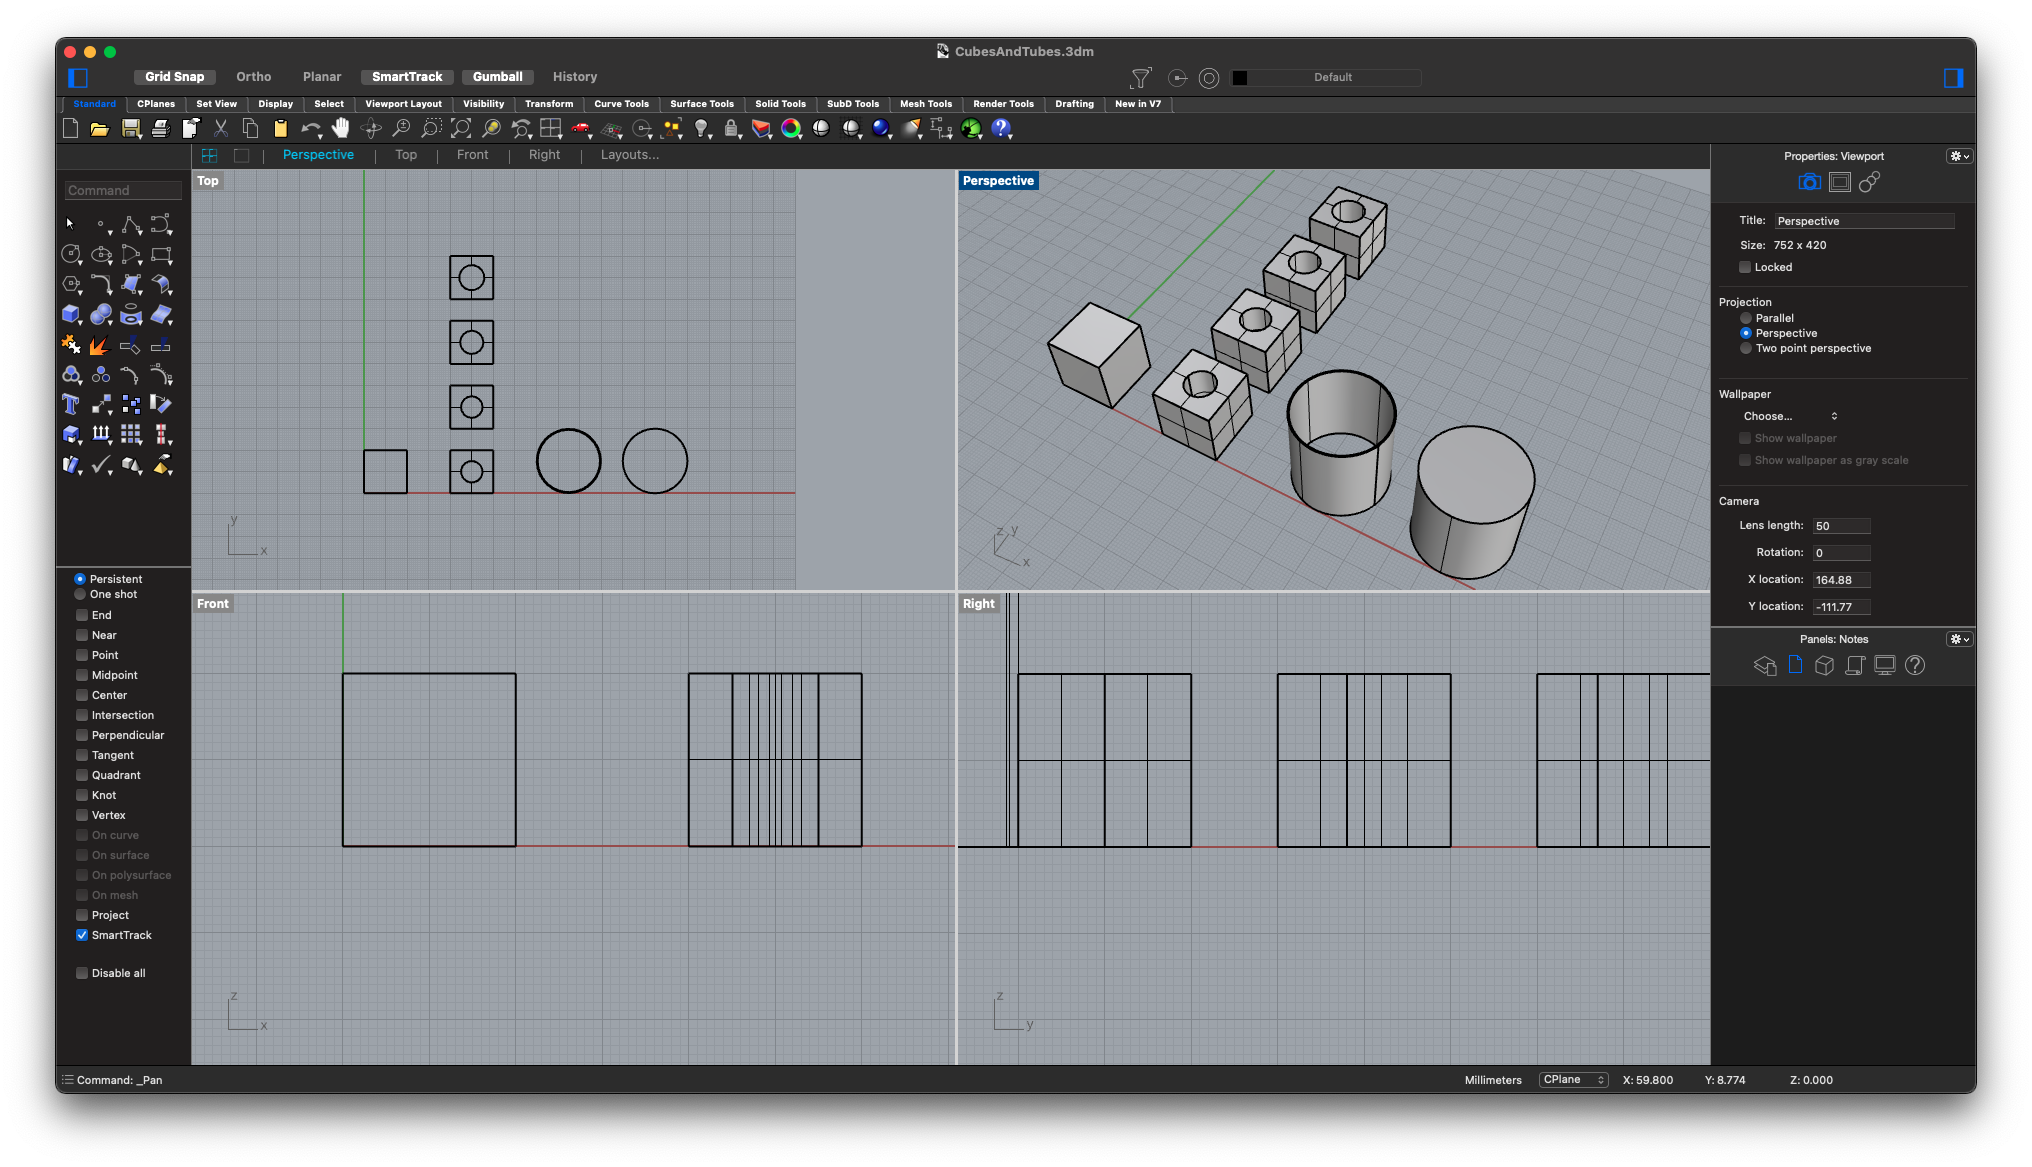 CubesAndTubes.3dm
Grid Snap Ortho Planar SmartTrack Gumball History Default
Standard CPlanes Set View Display Select Viewport Layout Visibility Transform Curve Tools Surface Tools Solid Tools SubD Tools Mesh Tools Render Tools Drafting New in V7
Perspective Top Front Right Layouts...
Command
Persistent
One shot
End
Near
Point
Midpoint
Center
Intersection
Perpendicular
Tangent
Quadrant
Knot
Vertex
On curve
On surface
On polysurface
On mesh
Project
SmartTrack
Disable all
Top
y
x
Perspective
z y
x
Front
z
x
Right
z
y
Properties: Viewport
Title: Perspective
Size: 752 x 420
Locked
Projection
Parallel
Perspective
Two point perspective
Wallpaper
Choose...
Show wallpaper
Show wallpaper as gray scale
Camera
Lens length: 50
Rotation: 0
X location: 164.88
Y location: -111.77
Panels: Notes
Command: _Pan
Millimeters CPlane X: 59.800 Y: 8.774 Z: 0.000